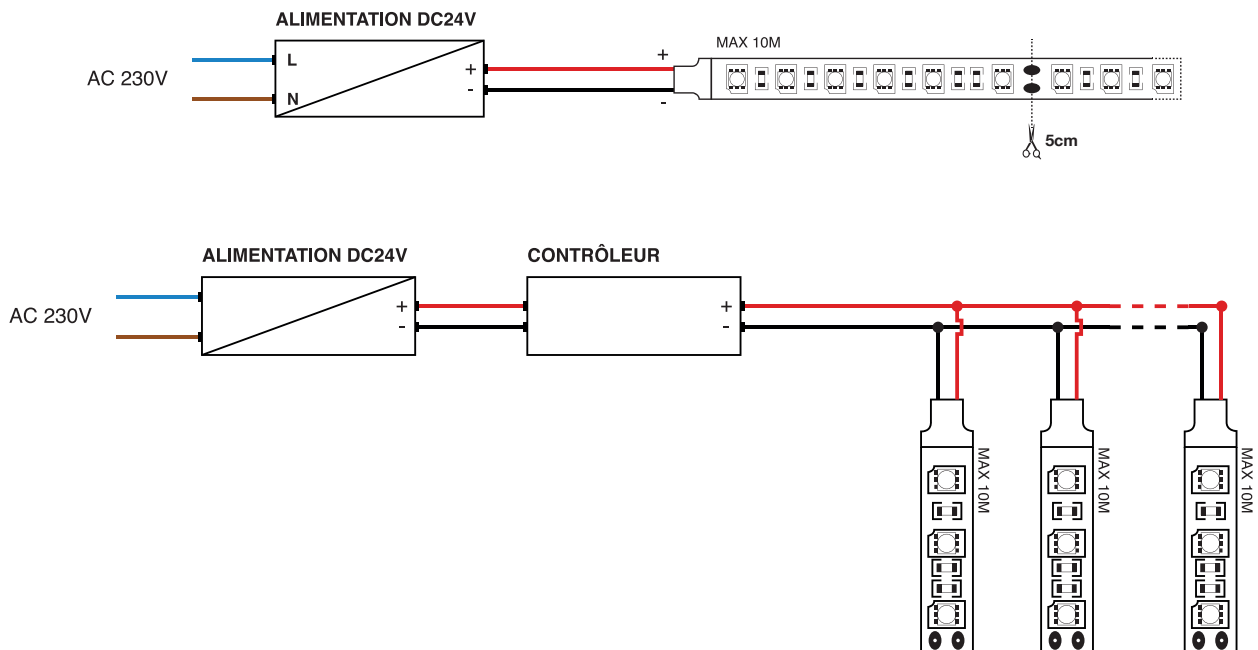 ALIMENTATION DC24V
AC 230V
L
N
+
-
+
-
MAX 10M
5cm
ALIMENTATION DC24V
CONTRÔLEUR
AC 230V
+
-
+
-
MAX 10M
MAX 10M
MAX 10M